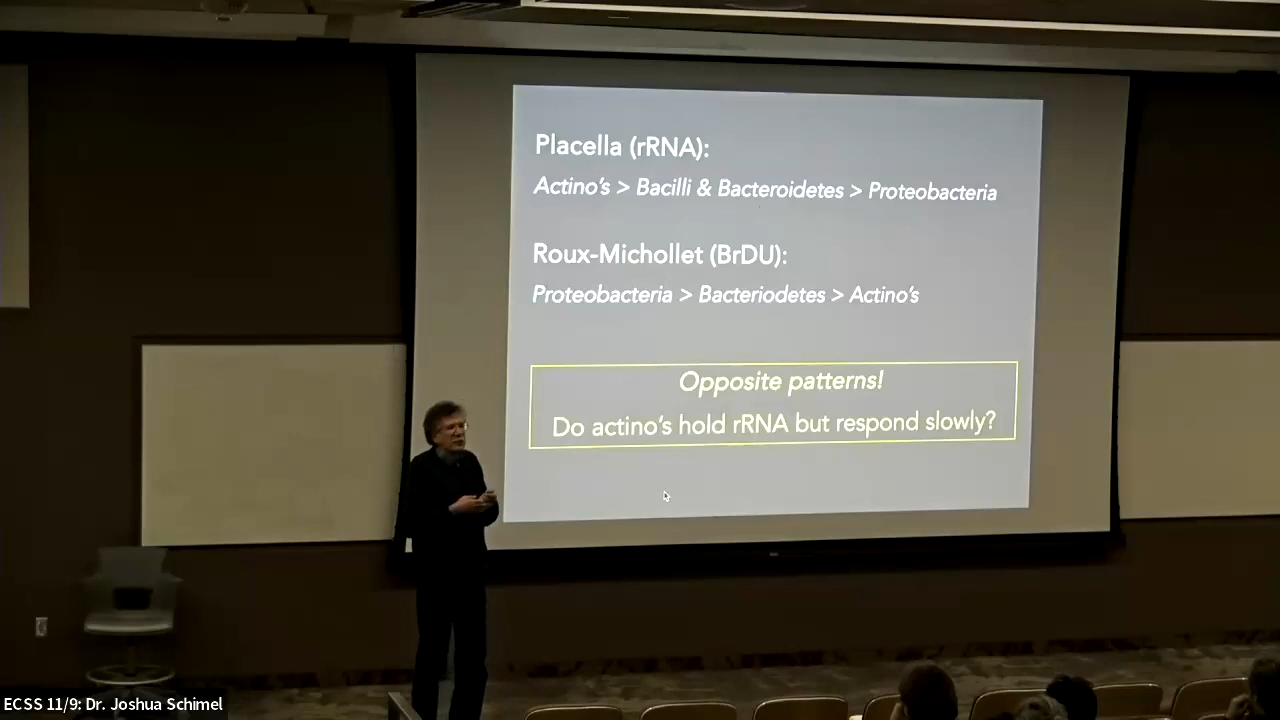 Placella (rRNA):
Actino's > Bacilli & Bacteroidetes > Proteobacteria
Roux-Michollet (BrDU):
Proteobacteria > Bacteriodetes > Actino's
Opposite patterns!
Do actino's hold rRNA but respond slowly?
ECSS 11/9: Dr. Joshua Schimel